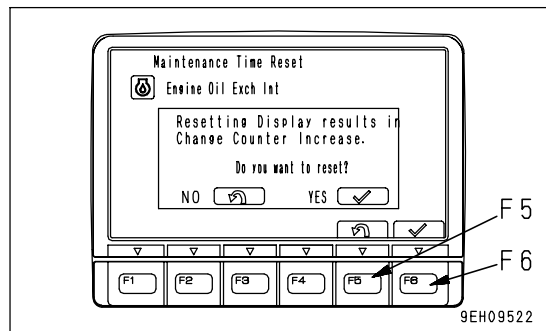 Maintenance Time Reset
Engine Oil Exch Int
Resetting Display results in
Change Counter Increase.
Do you want to reset?
NO YES
F5
F6
F1 F2 F3 F4 F5 F6
9EH09522